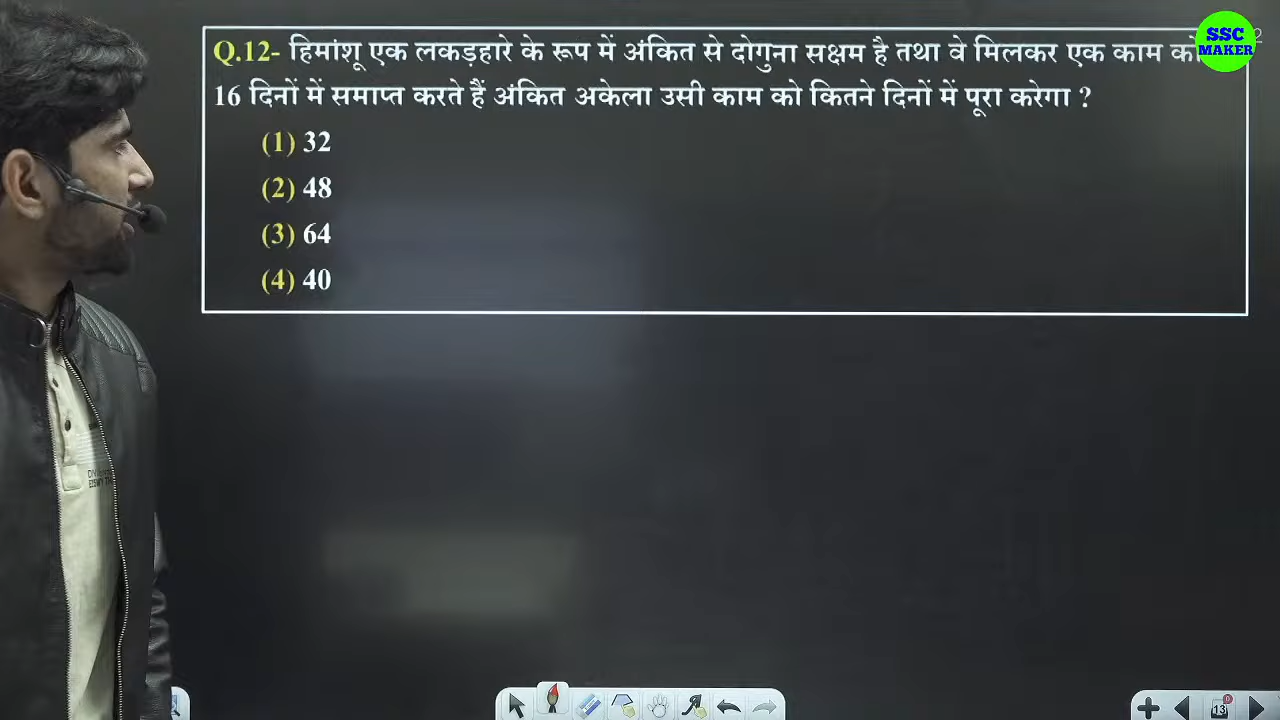 Q.12- हिमांशू एक लकड़हारे के रूप में अंकित से दोगुना सक्षम है तथा वे मिलकर एक काम को
16 दिनों में समाप्त करते हैं अंकित अकेला उसी काम को कितने दिनों में पूरा करेगा ?
(1) 32
(2) 48
(3) 64
(4) 40
SSC
MAKER
13